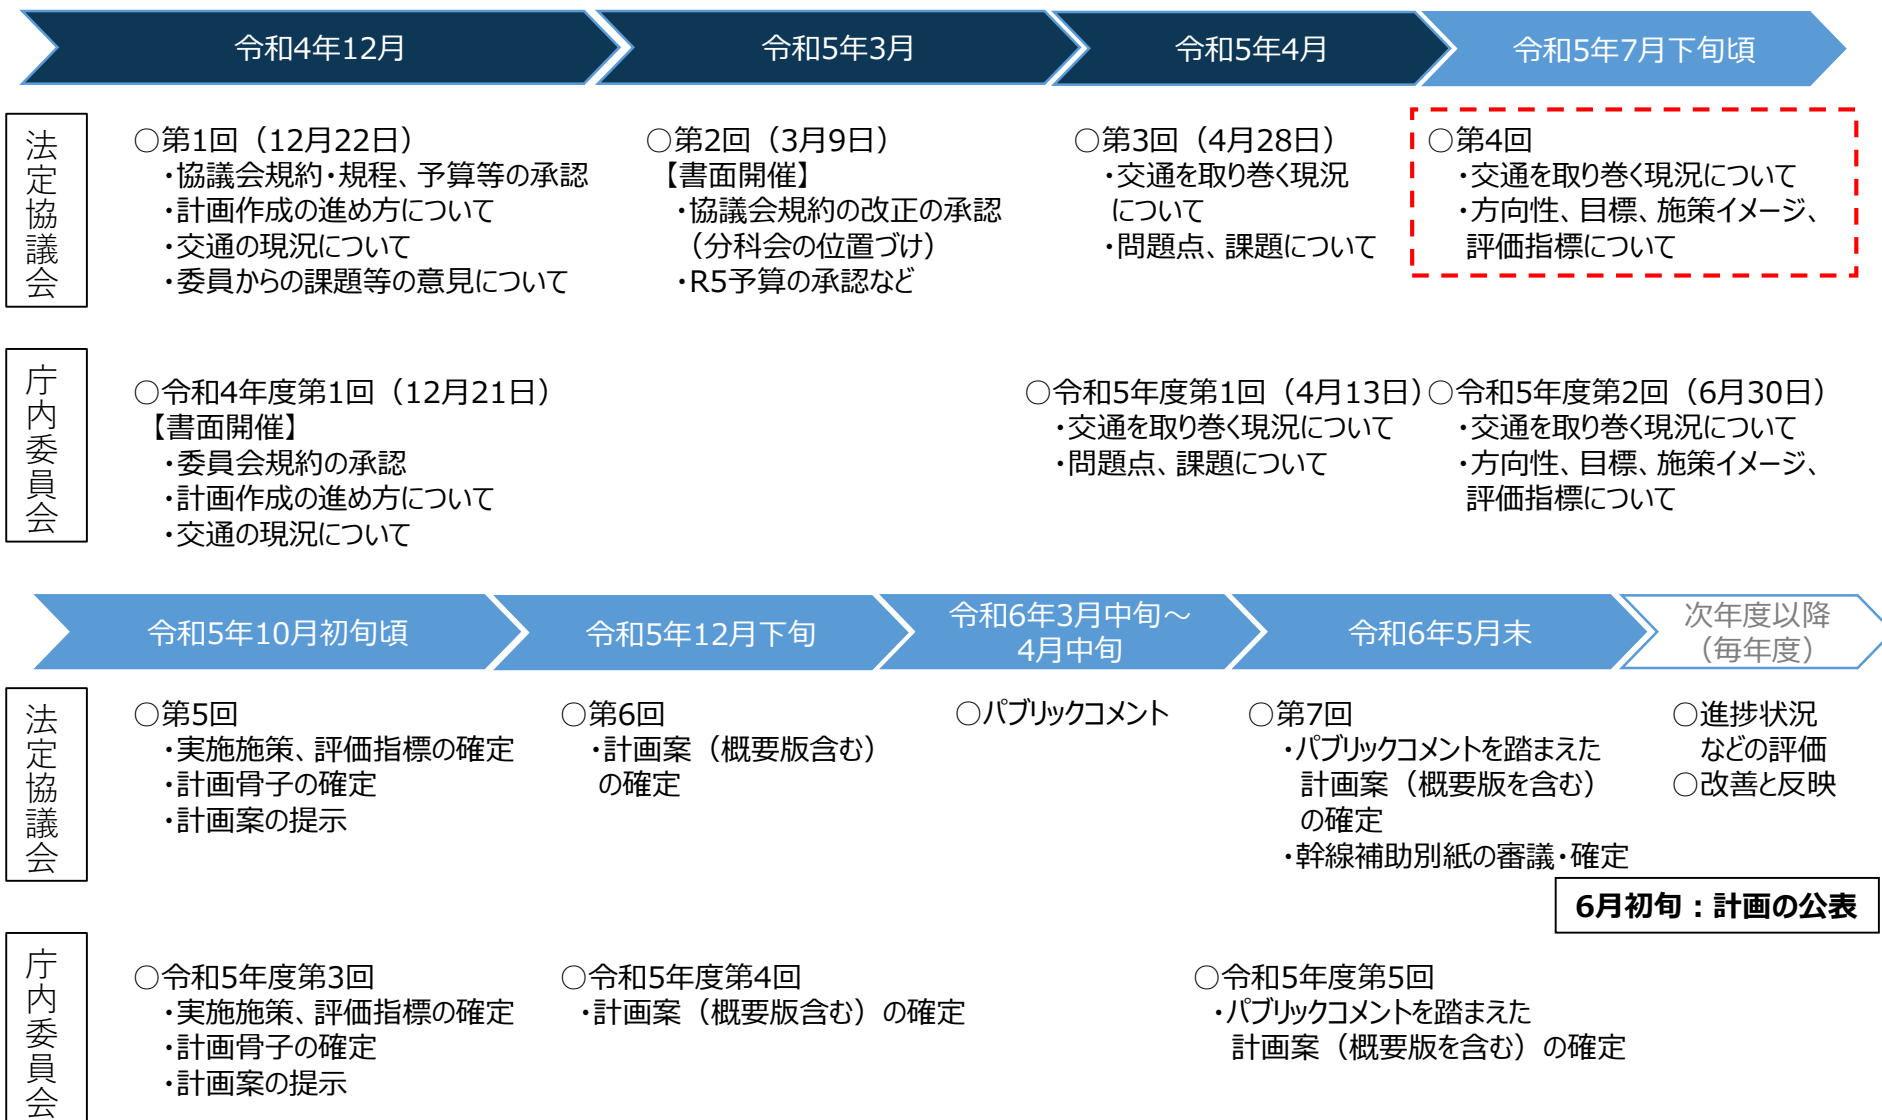 令和4年12月
令和5年3月
令和5年4月
令和5年7月下旬頃
法定協議会
○第1回（12月22日）
・協議会規約・規程、予算等の承認
・計画作成の進め方について
・交通の現況について
・委員からの課題等の意見について
○第2回（3月9日）
【書面開催】
・協議会規約の改正の承認
（分科会の位置づけ）
・R5予算の承認など
○第3回（4月28日）
・交通を取り巻く現況
について
・問題点、課題について
○第4回
・交通を取り巻く現況について
・方向性、目標、施策イメージ、
評価指標について
庁内委員会
○令和4年度第1回（12月21日）
【書面開催】
・委員会規約の承認
・計画作成の進め方について
・交通の現況について
○令和5年度第1回（4月13日）
・交通を取り巻く現況について
・問題点、課題について
○令和5年度第2回（6月30日）
・交通を取り巻く現況について
・方向性、目標、施策イメージ、
評価指標について
令和5年10月初旬頃
令和5年12月下旬
令和6年3月中旬～
4月中旬
令和6年5月末
次年度以降
（毎年度）
法定協議会
○第5回
・実施施策、評価指標の確定
・計画骨子の確定
・計画案の提示
○第6回
・計画案（概要版含む）
の確定
○パブリックコメント
○第7回
・パブリックコメントを踏まえた
計画案（概要版を含む）
の確定
・幹線補助別紙の審議・確定
○進捗状況
などの評価
○改善と反映
6月初旬：計画の公表
庁内委員会
○令和5年度第3回
・実施施策、評価指標の確定
・計画骨子の確定
・計画案の提示
○令和5年度第4回
・計画案（概要版含む）の確定
○令和5年度第5回
・パブリックコメントを踏まえた
計画案（概要版を含む）の確定